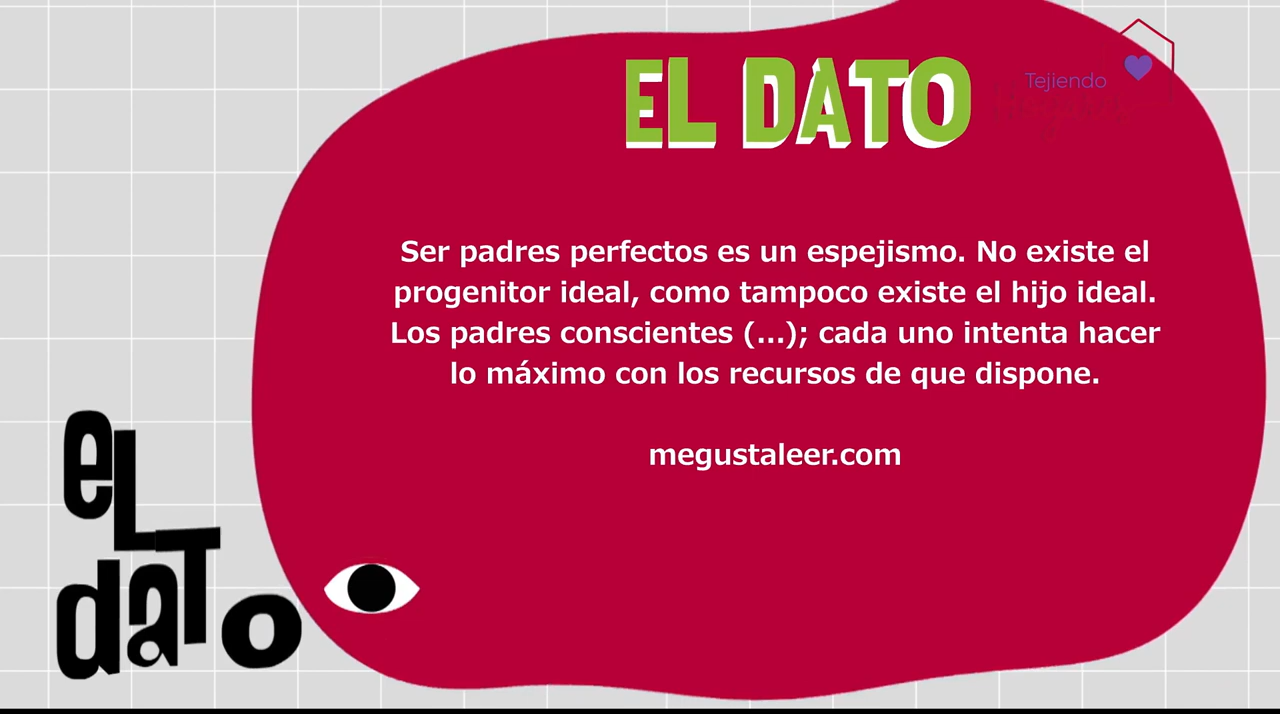 EL DATO
Tejiendo
Hogares
Ser padres perfectos es un espejismo. No existe el
progenitor ideal, como tampoco existe el hijo ideal.
Los padres conscientes (...); cada uno intenta hacer
lo máximo con los recursos de que dispone.
megustaleer.com
eL
daTo